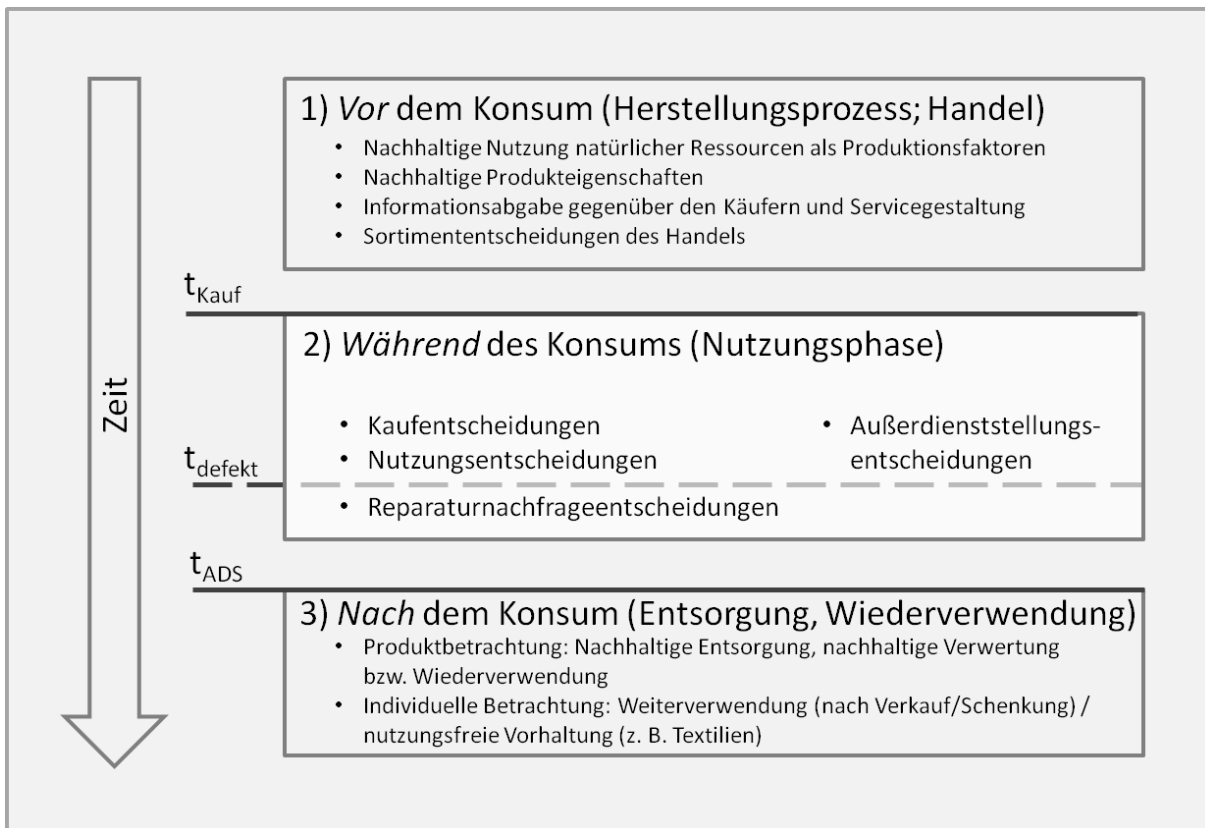 1) Vor dem Konsum (Herstellungsprozess; Handel)
• Nachhaltige Nutzung natürlicher Ressourcen als Produktionsfaktoren
• Nachhaltige Produkteigenschaften
• Informationsabgabe gegenüber den Käufern und Servicegestaltung
• Sortimententscheidungen des Handels
tKauf
2) Während des Konsums (Nutzungsphase)
Zeit
• Kaufentscheidungen
• Nutzungsentscheidungen
• Außerdienststellungs-
entscheidungen
tdefekt
• Reparaturnachfrageentscheidungen
tADS
3) Nach dem Konsum (Entsorgung, Wiederverwendung)
• Produktbetrachtung: Nachhaltige Entsorgung, nachhaltige Verwertung
bzw. Wiederverwendung
• Individuelle Betrachtung: Weiterverwendung (nach Verkauf/Schenkung) /
nutzungsfreie Vorhaltung (z. B. Textilien)